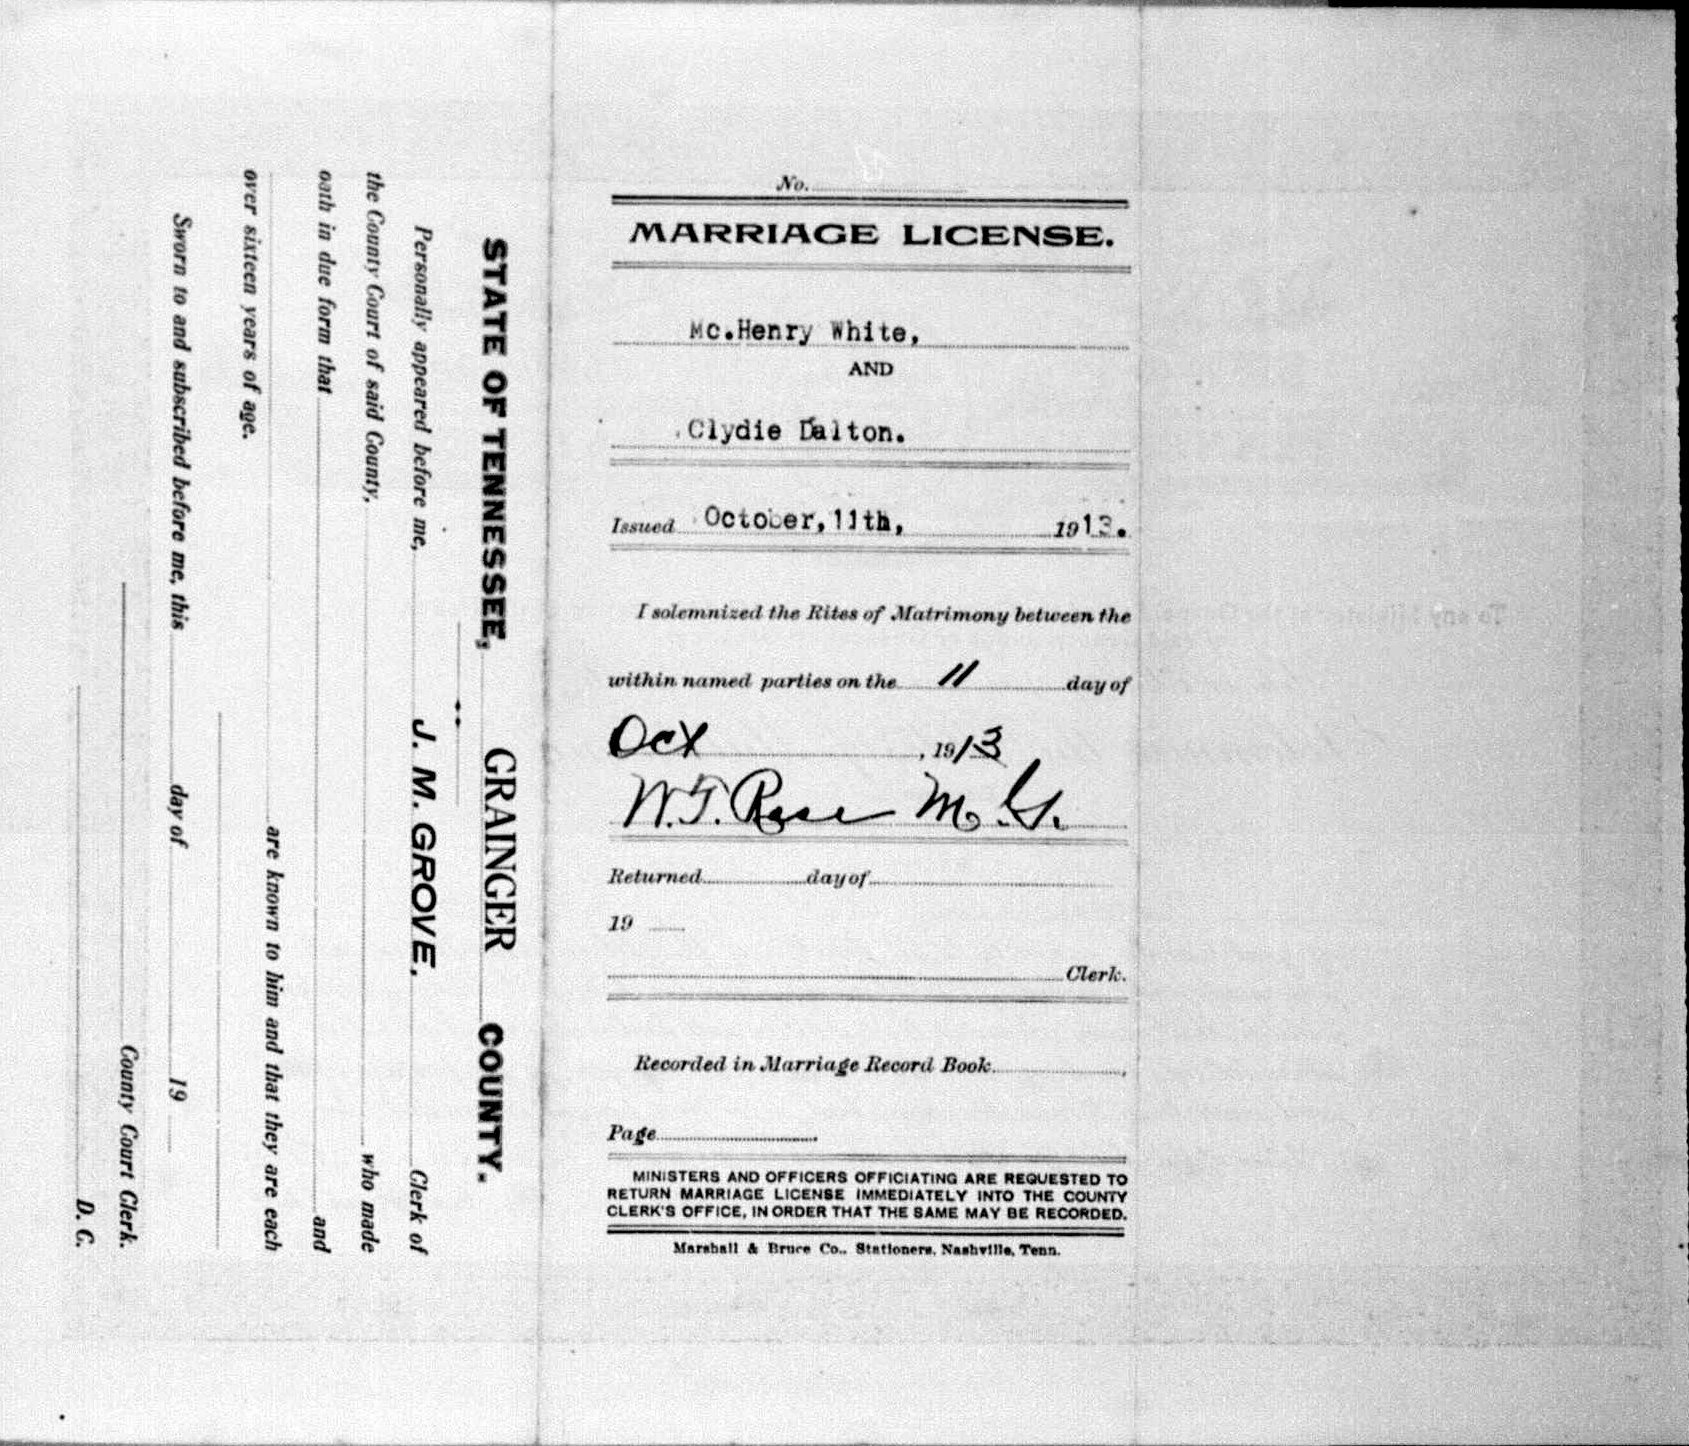 No.
MARRIAGE LICENSE.
Mc.Henry White,
AND
Clydie Dalton.
Issued October,11th, 1913.
I solemnized the Rites of Matrimony between the
within named parties on the 11 day of
Oct , 1913
W.T. Rose M.G.
Returned day of
19
Clerk.
Recorded in Marriage Record Book ,
Page .
MINISTERS AND OFFICERS OFFICIATING ARE REQUESTED TO
RETURN MARRIAGE LICENSE IMMEDIATELY INTO THE COUNTY
CLERK'S OFFICE, IN ORDER THAT THE SAME MAY BE RECORDED.
Marshall & Bruce Co., Stationers, Nashville, Tenn.
STATE OF TENNESSEE, GRAINGER COUNTY.
Personally appeared before me, J. M. GROVE, Clerk of
the County Court of said County, who made
oath in due form that and
are known to him and that they are each
over sixteen years of age.
Sworn to and subscribed before me, this day of 19
County Court Clerk.
D. C.
To any